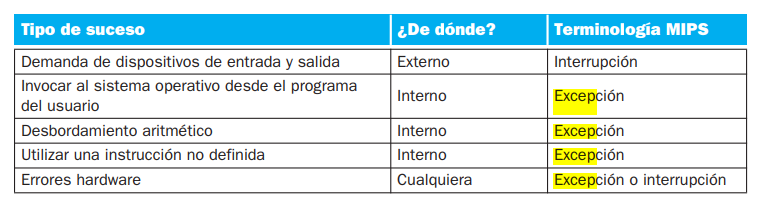 Tipo de suceso ¿De dónde? Terminología MIPS
Demanda de dispositivos de entrada y salida Externo Interrupción
Invocar al sistema operativo desde el programa
del usuario Interno Excepción
Desbordamiento aritmético Interno Excepción
Utilizar una instrucción no definida Interno Excepción
Errores hardware Cualquiera Excepción o interrupción